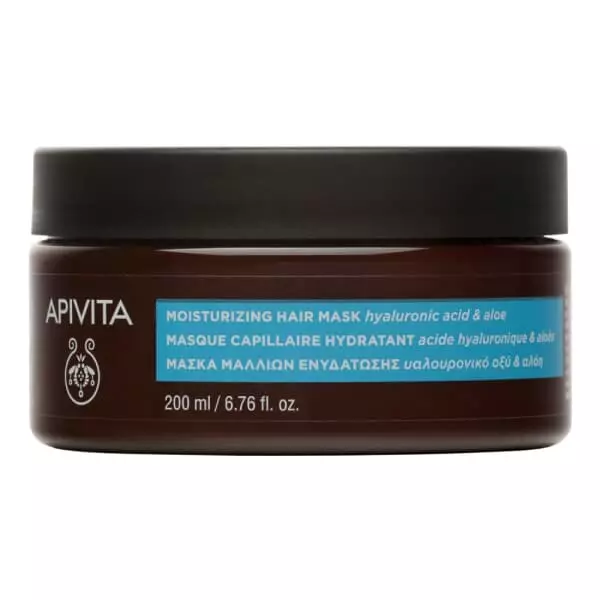 APIVITA
MOISTURIZING HAIR MASK hyaluronic acid & aloe
MASQUE CAPILLAIRE HYDRATANT acide hyaluronique & aloès
ΜΑΣΚΑ ΜΑΛΛΙΩΝ ΕΝΥΔΑΤΩΣΗΣ υαλουρονικό οξύ & αλόη
200 ml / 6.76 fl. oz.